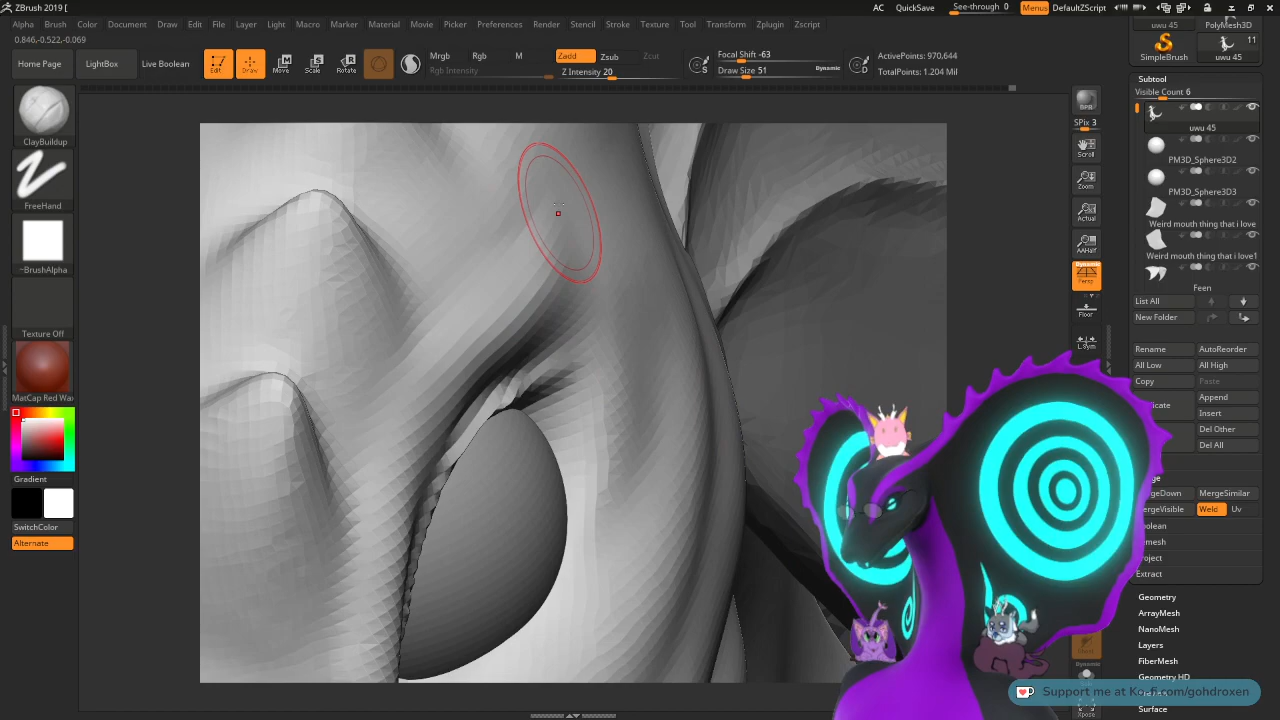 ZBrush 2019 [
AC QuickSave See-through 0 Menus DefaultZScript
Alpha Brush Color Document Draw Edit File Layer Light Macro Marker Material Movie Picker Preferences Render Stencil Stroke Texture Tool Transform Zplugin Zscript
0.846,-0.522,-0.069
Home Page LightBox Live Boolean Edit Draw Move Scale Rotate
Mrgb Rgb M Zadd Zsub Zcut
Rgb Intensity Z Intensity 20
Focal Shift -63
Draw Size 51 Dynamic
S D
ActivePoints: 970.644
TotalPoints: 1.204 Mil
ClayBuildup
FreeHand
~BrushAlpha
Texture Off
MatCap Red Wax
Gradient
SwitchColor
Alternate
BPR
SPix 3
Scroll
Zoom
Actual
AAHalf
Dynamic
Persp
Floor
L.Sym
Dynamic
Xpose
uwu 45 PolyMesh3D
11
SimpleBrush uwu 45
Subtool
Visible Count 6
uwu 45
PM3D_Sphere3D2
PM3D_Sphere3D3
Weird mouth thing that i love
Weird mouth thing that i love1
Feen
List All
New Folder
Rename AutoReorder
All Low All High
Copy Paste
Append
Insert
Del Other
Del All
MergeSimilar
Weld Uv
Extract
Geometry
ArrayMesh
NanoMesh
Layers
FiberMesh
Geometry HD
Surface
Support me at Ko-fi.com/gohdroxen